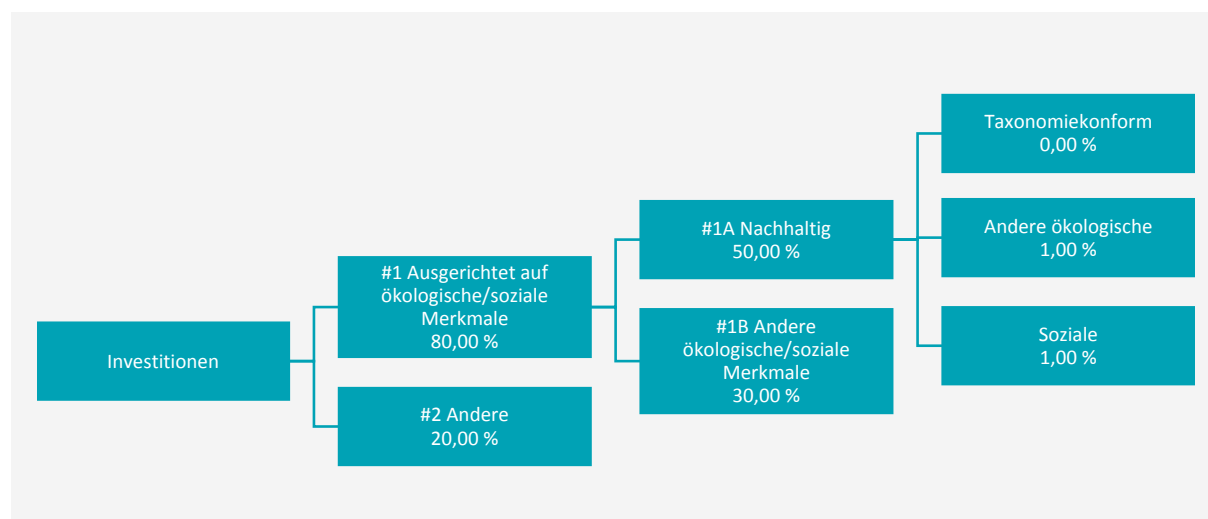 Investitionen
#1 Ausgerichtet auf
ökologische/soziale
Merkmale
80,00 %
#2 Andere
20,00 %
#1A Nachhaltig
50,00 %
#1B Andere
ökologische/soziale
Merkmale
30,00 %
Taxonomiekonform
0,00 %
Andere ökologische
1,00 %
Soziale
1,00 %